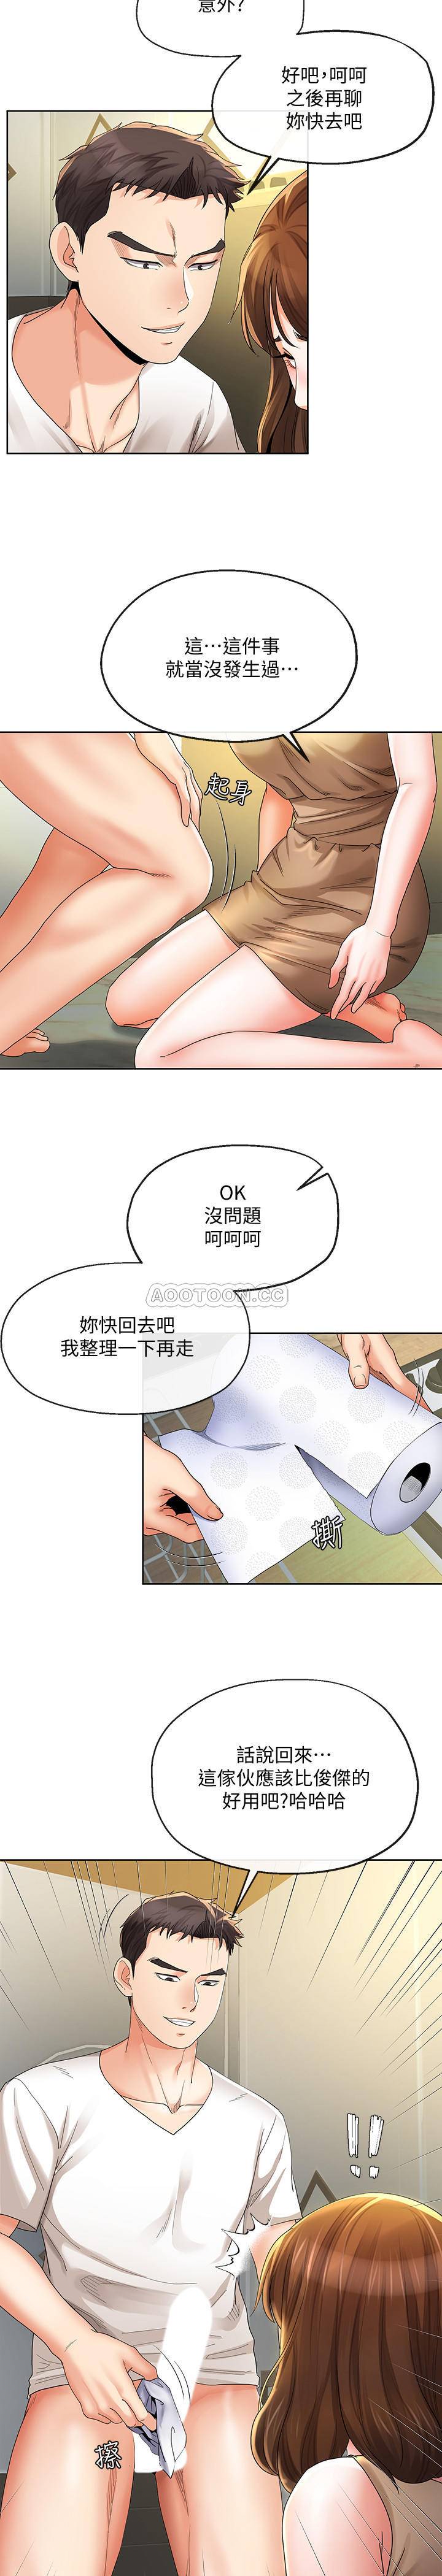 意外?
好吧，呵呵
之後再聊
妳快去吧
這⋯這件事
就當沒發生過⋯
起身
OK
沒問題
呵呵呵
AOOTOON.CC
妳快回去吧
我整理一下再走
撕
話說回來⋯
這傢伙應該比俊傑的
好用吧?哈哈哈
!!
擦